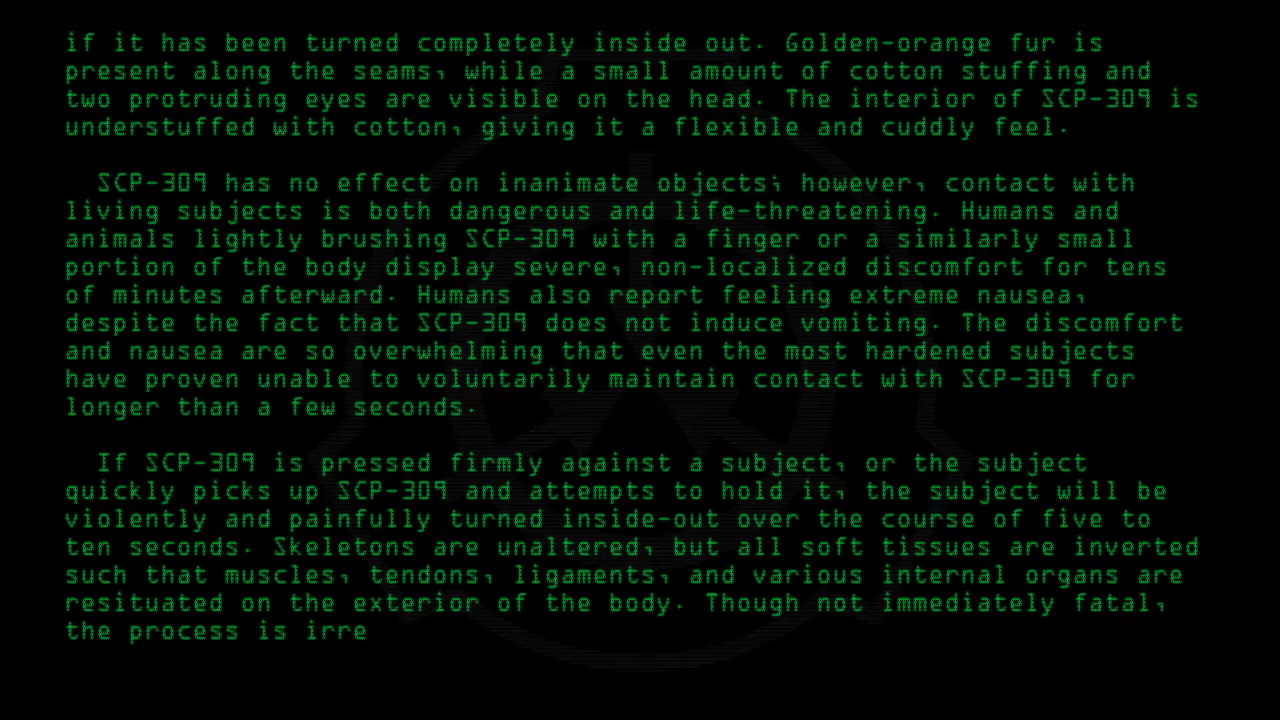 if it has been turned completely inside out. Golden-orange fur is
present along the seams, while a small amount of cotton stuffing and
two protruding eyes are visible on the head. The interior of SCP-309 is
understuffed with cotton, giving it a flexible and cuddly feel.
SCP-309 has no effect on inanimate objects; however, contact with
living subjects is both dangerous and life-threatening. Humans and
animals lightly brushing SCP-309 with a finger or a similarly small
portion of the body display severe, non-localized discomfort for tens
of minutes afterward. Humans also report feeling extreme nausea,
despite the fact that SCP-309 does not induce vomiting. The discomfort
and nausea are so overwhelming that even the most hardened subjects
have proven unable to voluntarily maintain contact with SCP-309 for
longer than a few seconds.
If SCP-309 is pressed firmly against a subject, or the subject
quickly picks up SCP-309 and attempts to hold it, the subject will be
violently and painfully turned inside-out over the course of five to
ten seconds. Skeletons are unaltered, but all soft tissues are inverted
such that muscles, tendons, ligaments, and various internal organs are
resituated on the exterior of the body. Though not immediately fatal,
the process is irre